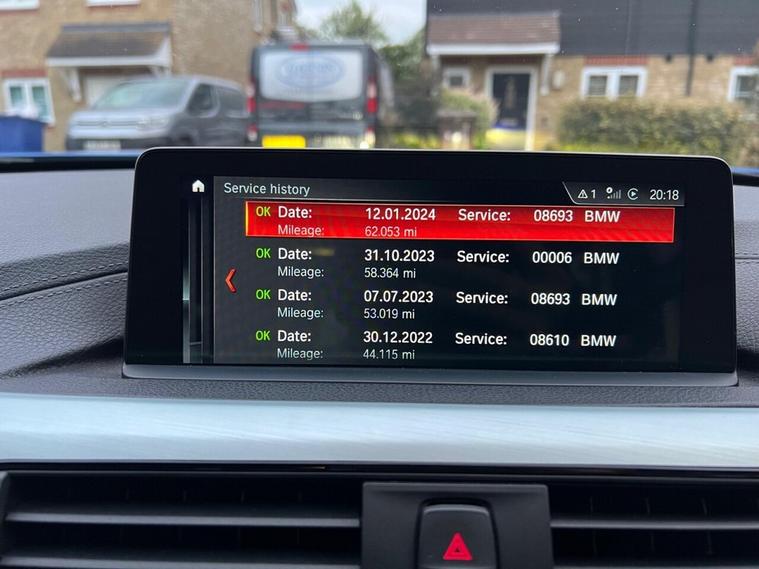 Service history
1 20:18
OK Date: 12.01.2024 Service: 08693 BMW
Mileage: 62.053 mi
OK Date: 31.10.2023 Service: 00006 BMW
Mileage: 58.364 mi
OK Date: 07.07.2023 Service: 08693 BMW
Mileage: 53.019 mi
OK Date: 30.12.2022 Service: 08610 BMW
Mileage: 44.115 mi